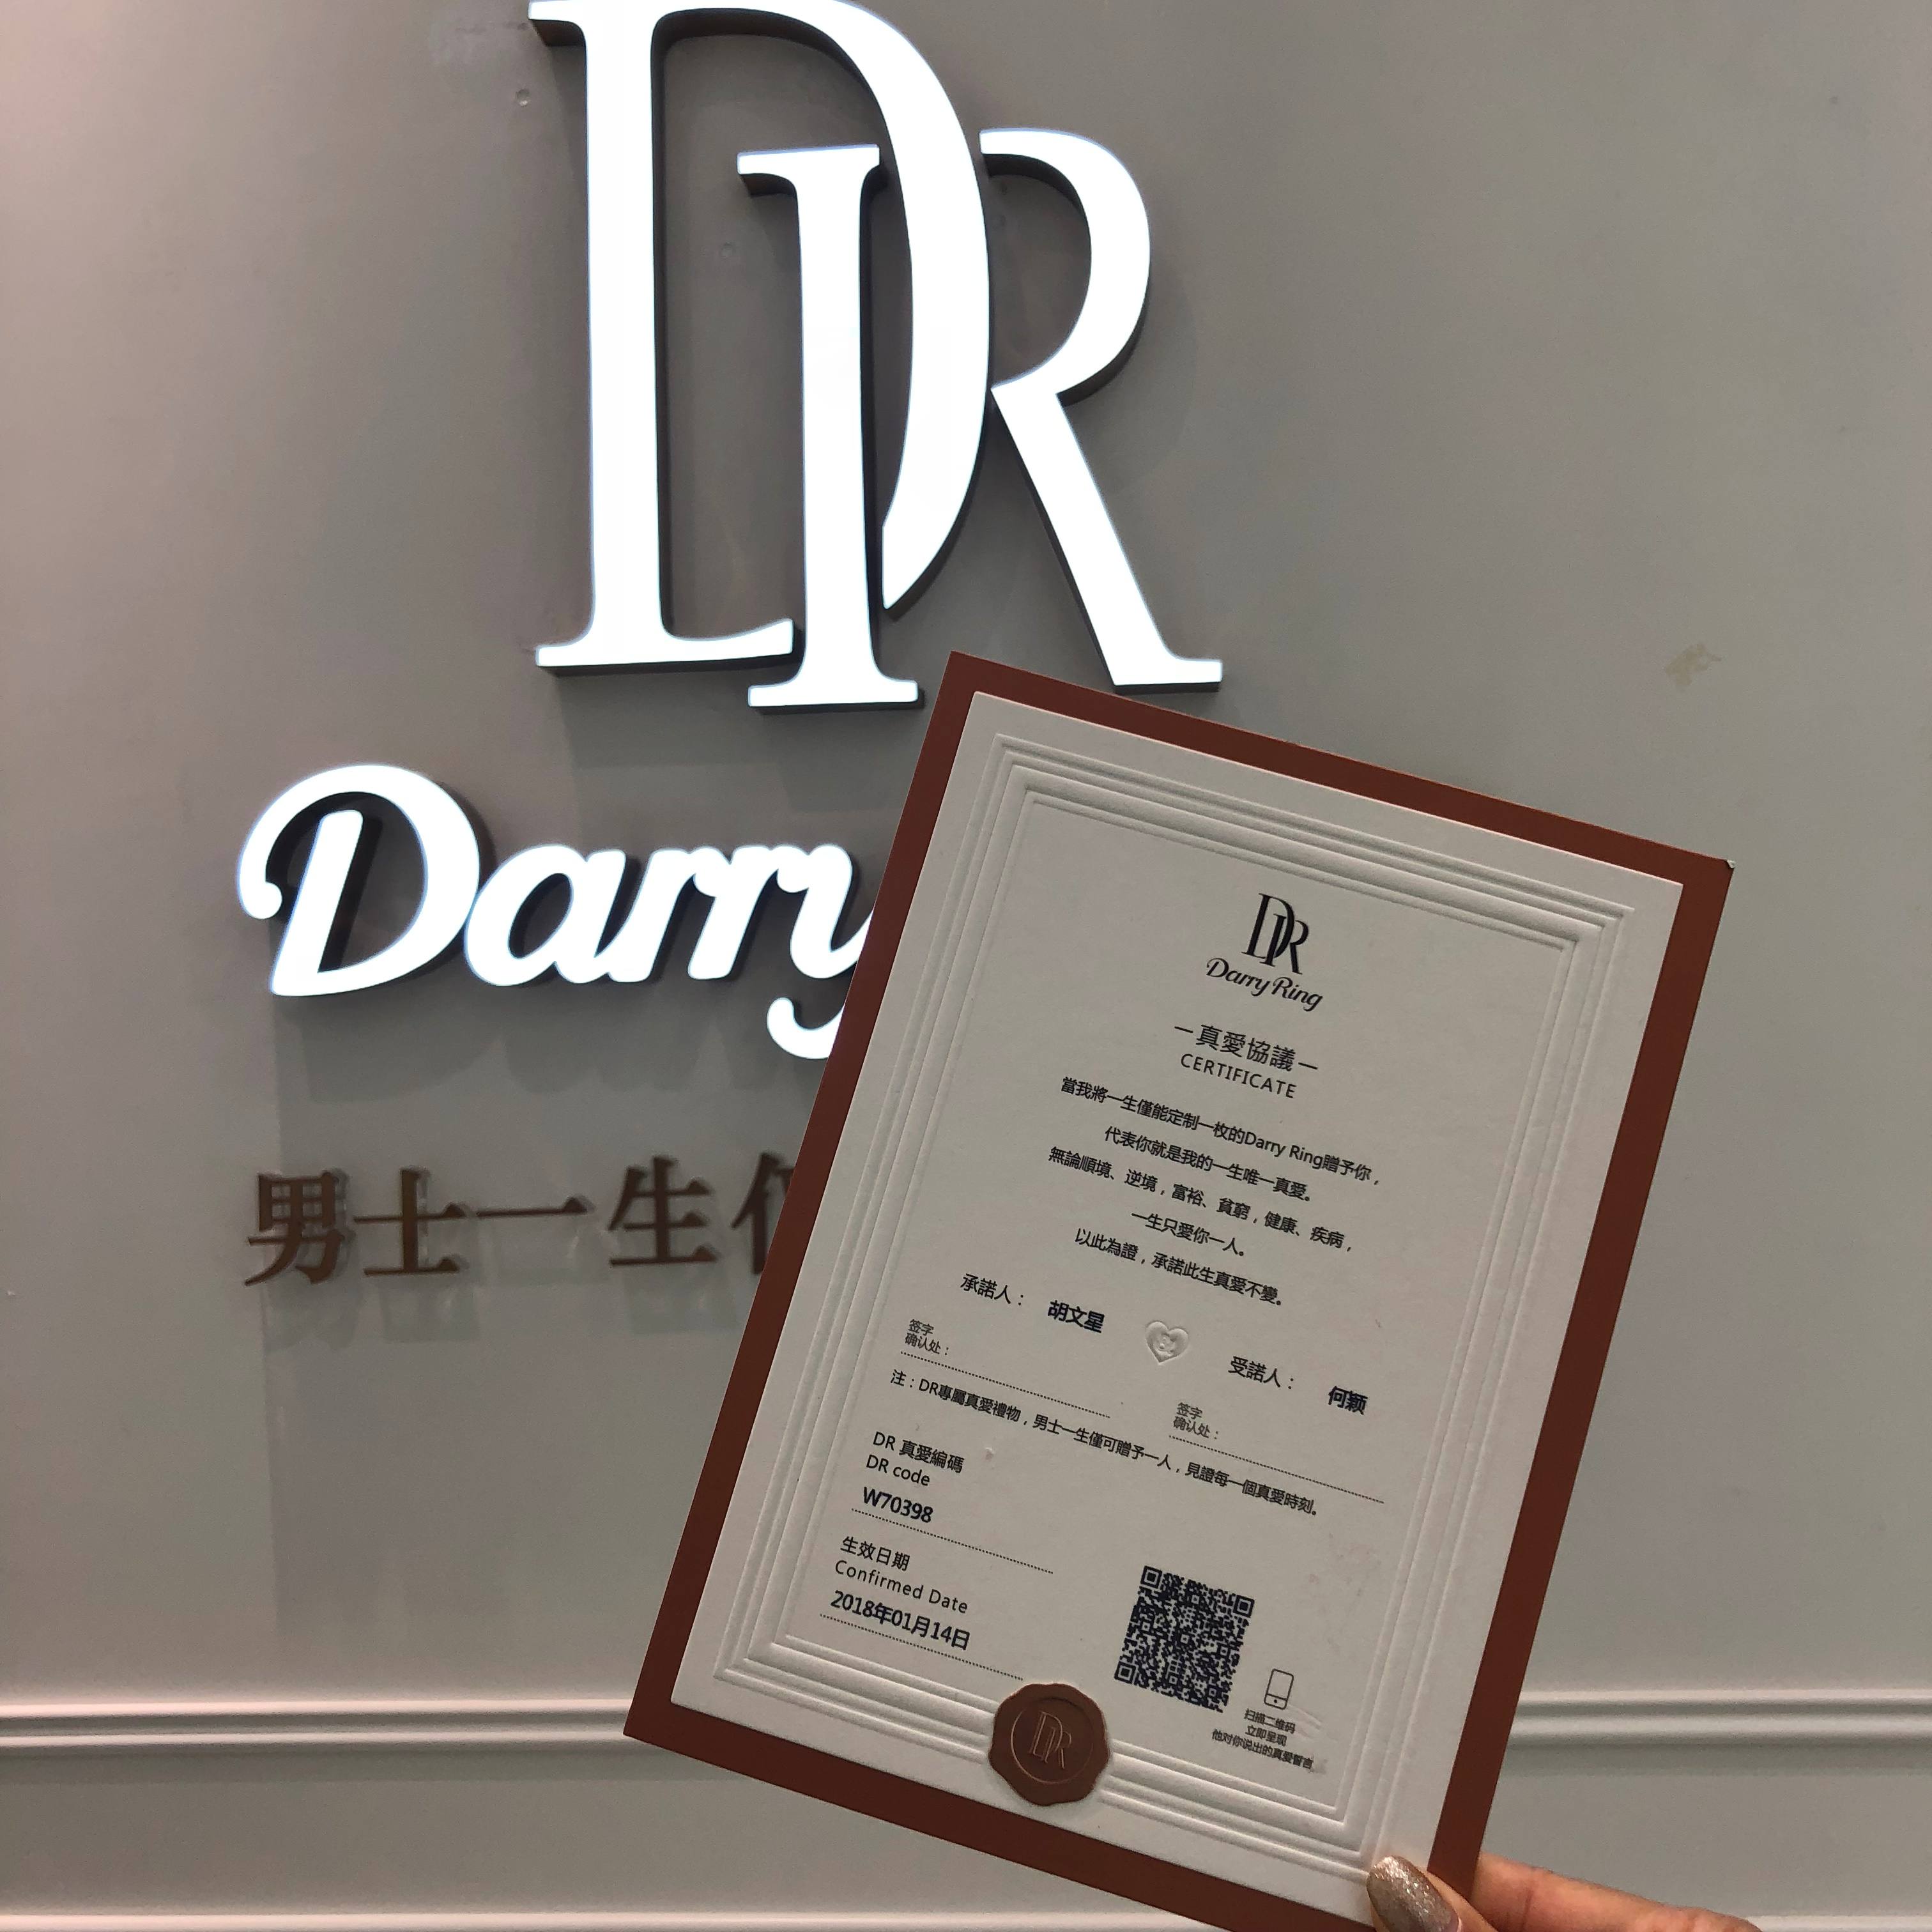 DR
Darry
男士一生仅
DR
Darry Ring
—真愛協議—
CERTIFICATE
當我將一生僅能定制一枚的Darry Ring贈予你，
代表你就是我的一生唯一真愛。
無論順境、逆境，富裕、貧窮，健康、疾病，
一生只愛你一人。
以此為證，承諾此生真愛不變。
承諾人： 胡文星
受諾人： 何颖
签字
确认处：
签字
确认处：
注：DR專屬真愛禮物，男士一生僅可贈予一人，見證每一個真愛時刻。
DR 真愛編碼
DR code
W70398
生效日期
Confirmed Date
2018年01月14日
扫描二维码
立即呈现
他对你说出的真爱誓言
DR